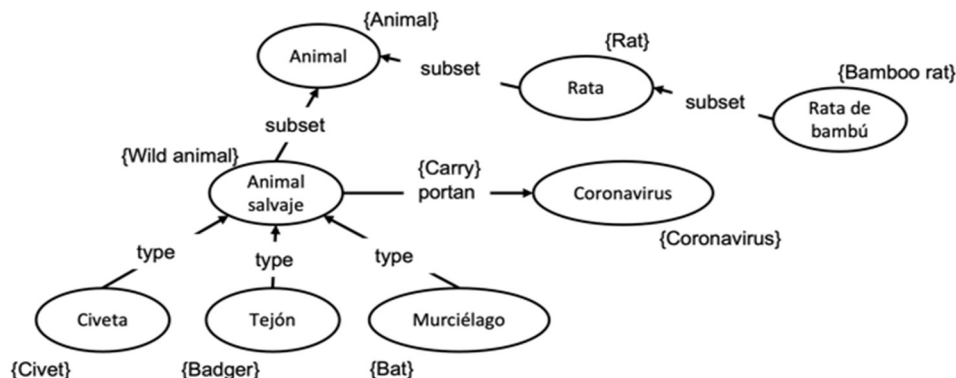 {Animal}
Animal
subset
{Rat}
Rata
subset
{Bamboo rat}
Rata de
bambú
subset
{Wild animal}
Animal
salvaje
{Carry}
portan
Coronavirus
{Coronavirus}
type
type
type
Civeta
Tejón
Murciélago
{Civet}
{Badger}
{Bat}